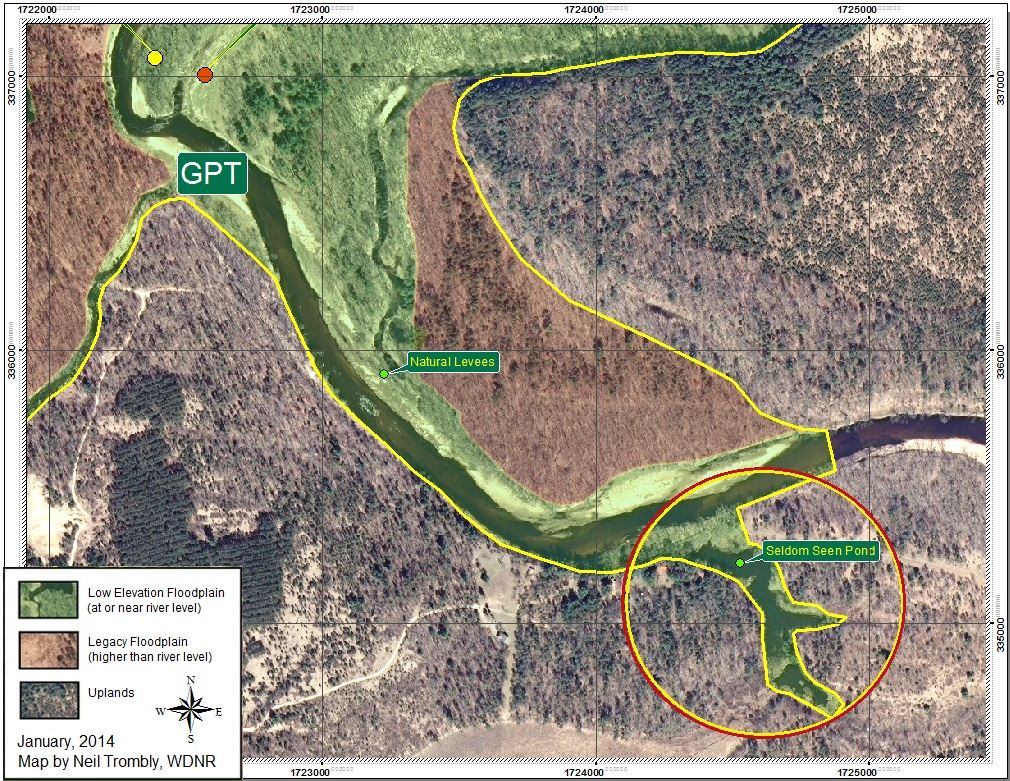 1722000 1723000 1724000 1725000
337000 337000
GPT
336000 336000
Natural Levees
Seldom Seen Pond
335000
Low Elevation Floodplain
(at or near river level)
Legacy Floodplain
(higher than river level)
Uplands
N
W E
S
January, 2014
Map by Neil Trombly, WDNR
1723000 1724000 1725000